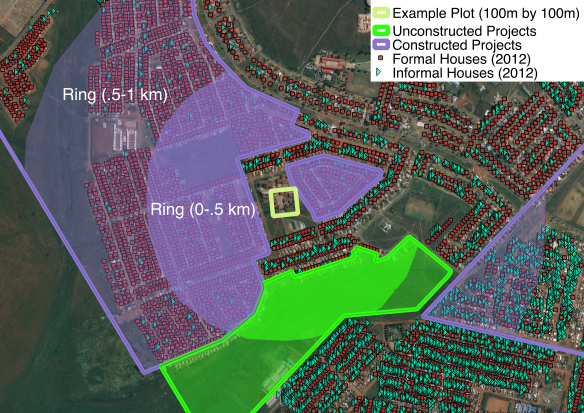 Example Plot (100m by 100m)
Unconstructed Projects
Constructed Projects
Formal Houses (2012)
Informal Houses (2012)
Ring (.5-1 km)
Ring (0-.5 km)